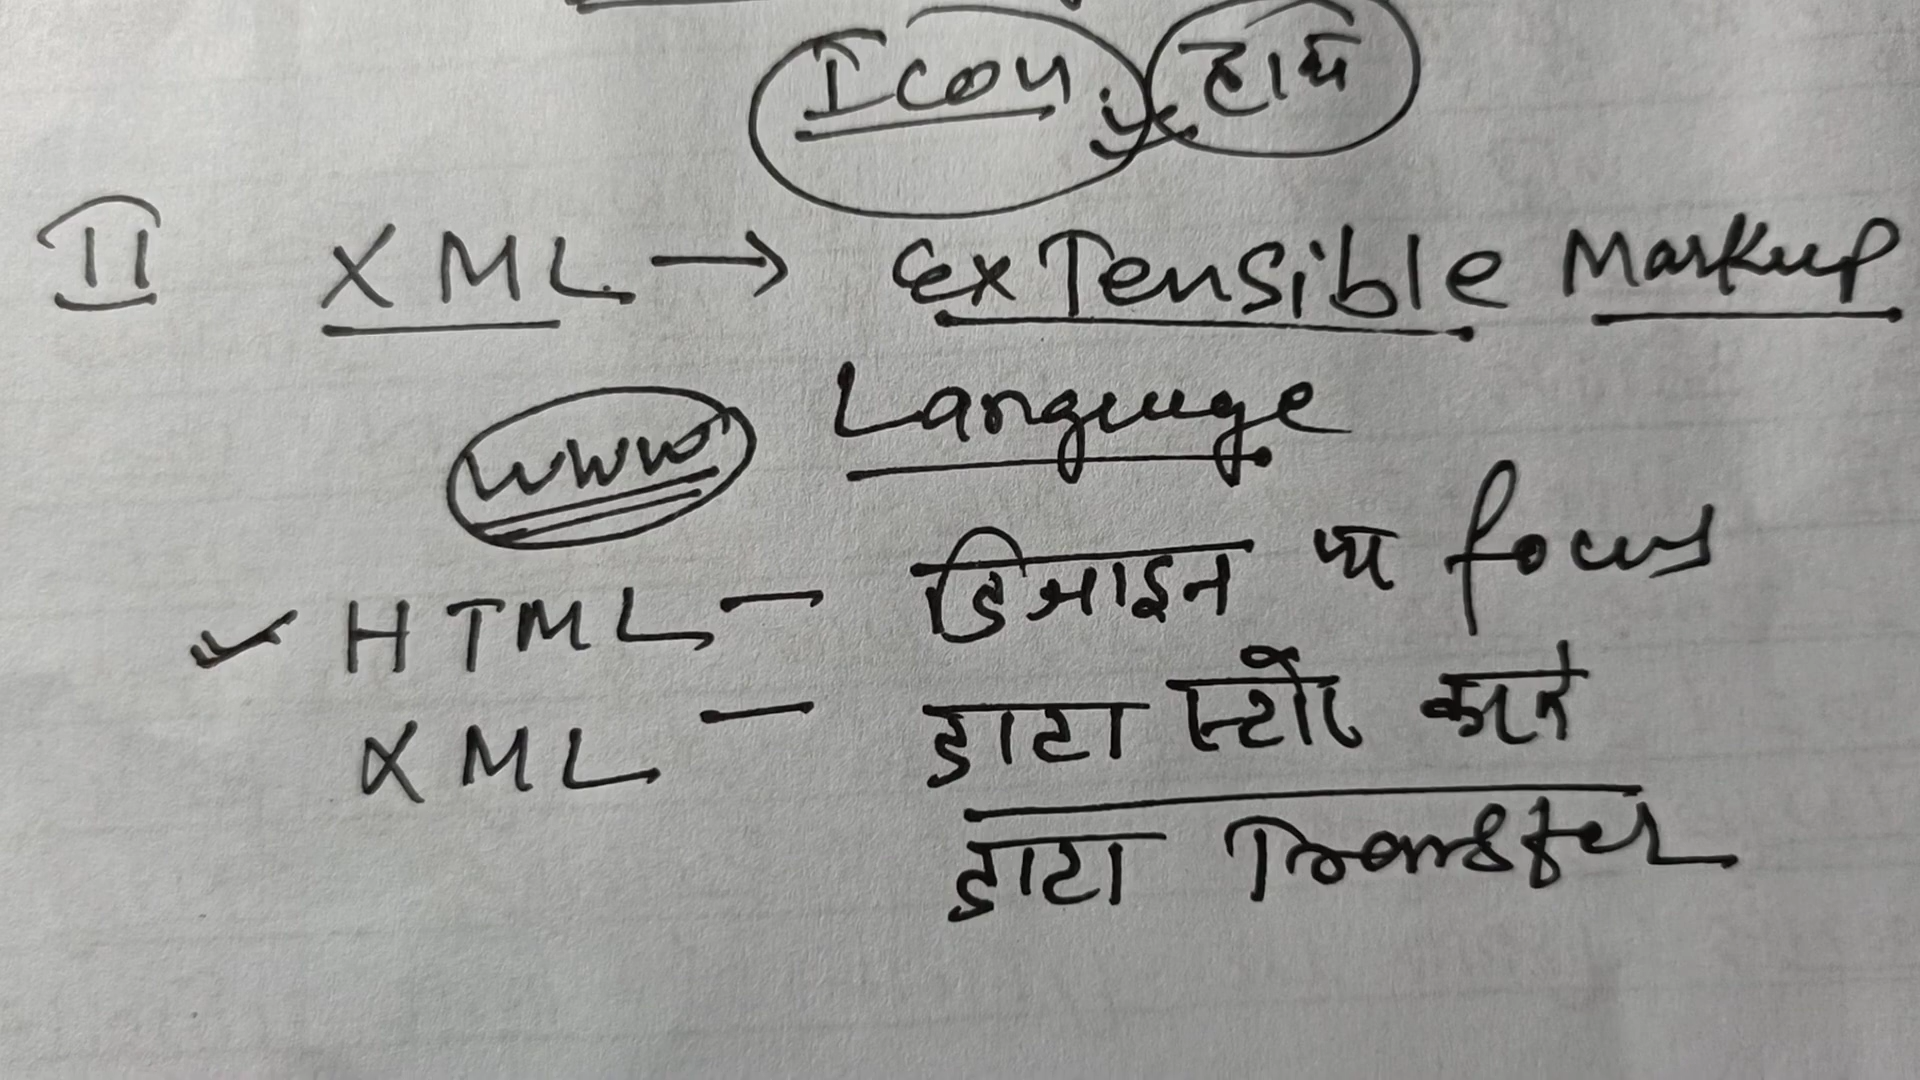 Icon हाथ
II XML → Extensible Markup
www Language
HTML - डिजाइन पर focus
XML - डाटा स्टोर करने
डाटा Transfer